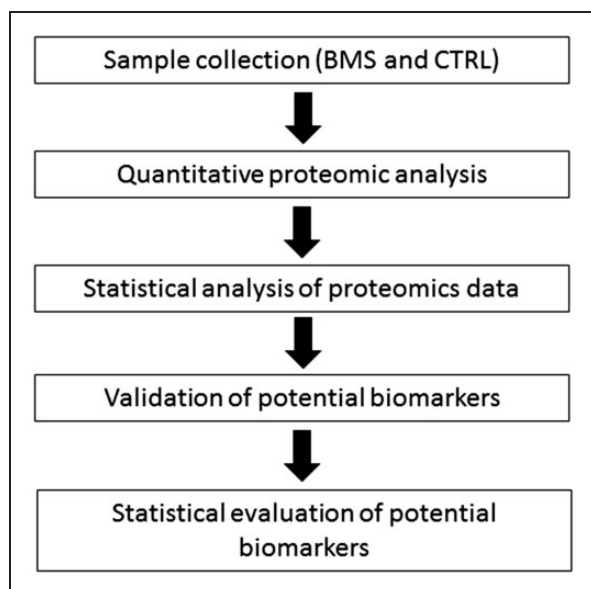 Sample collection (BMS and CTRL)
Quantitative proteomic analysis
Statistical analysis of proteomics data
Validation of potential biomarkers
Statistical evaluation of potential
biomarkers